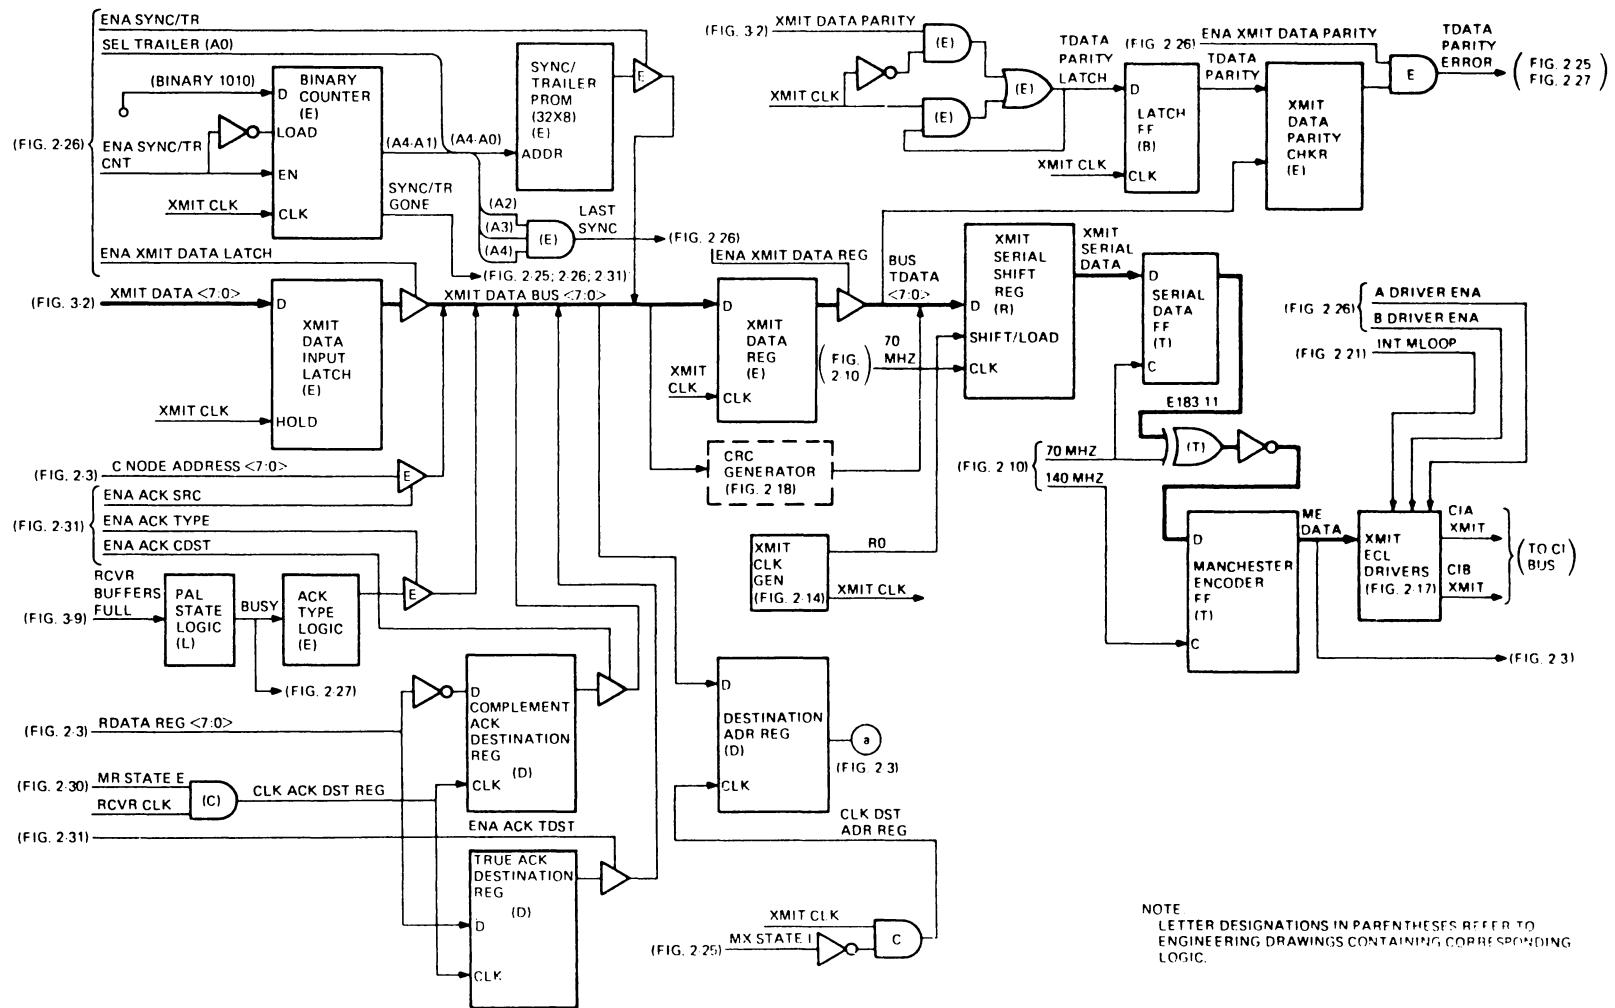 ENA SYNC/TR
SEL TRAILER (A0)
(BINARY 1010)
(FIG. 2-26)
ENA SYNC/TR
CNT
XMIT CLK
D
BINARY
COUNTER
(E)
LOAD
EN
CLK
(A4-A1)
(A4-A0)
SYNC/TR
GONE
SYNC/
TRAILER
PROM
(32X8)
(E)
ADDR
E
(A2)
(A3)
(A4)
(E)
LAST
SYNC
(FIG. 2-26)
(FIG. 2-25; 2-26; 2-31)
ENA XMIT DATA LATCH
(FIG. 3-2)
XMIT DATA <7:0>
D
XMIT
DATA
INPUT
LATCH
(E)
HOLD
XMIT CLK
XMIT DATA BUS <7:0>
(FIG. 2-3)
C NODE ADDRESS <7:0>
E
ENA ACK SRC
(FIG. 2-31)
ENA ACK TYPE
ENA ACK CDST
RCVR
BUFFERS
FULL
(FIG. 3-9)
PAL
STATE
LOGIC
(L)
BUSY
ACK
TYPE
LOGIC
(E)
E
(FIG. 2-27)
(FIG. 2-3)
RDATA REG <7:0>
D
COMPLEMENT
ACK
DESTINATION
REG
(D)
CLK
(FIG. 2-30)
MR STATE E
RCVR CLK
(C)
CLK ACK DST REG
(FIG. 2-31)
ENA ACK TDST
TRUE ACK
DESTINATION
REG
(D)
D
CLK
(FIG. 3-2)
XMIT DATA PARITY
(E)
XMIT CLK
(E)
(E)
TDATA
PARITY
LATCH
D
LATCH
FF
(B)
CLK
XMIT CLK
(FIG. 2-26)
ENA XMIT DATA PARITY
TDATA
PARITY
XMIT
DATA
PARITY
CHKR
(E)
E
TDATA
PARITY
ERROR
(FIG. 2-25
FIG. 2-27)
ENA XMIT DATA REG
D
XMIT
DATA
REG
(E)
CLK
XMIT
CLK
BUS
TDATA
<7:0>
70
MHZ
(FIG.
2-10)
D
XMIT
SERIAL
SHIFT
REG
(R)
SHIFT/LOAD
CLK
XMIT
SERIAL
DATA
D
SERIAL
DATA
FF
(T)
C
E183 11
CRC
GENERATOR
(FIG. 2-18)
XMIT
CLK
GEN
(FIG. 2-14)
R0
XMIT CLK
(FIG. 2-10)
70 MHZ
140 MHZ
(T)
D
MANCHESTER
ENCODER
FF
(T)
C
ME
DATA
(FIG. 2-26)
A DRIVER ENA
B DRIVER ENA
(FIG. 2-21)
INT MLOOP
XMIT
ECL
DRIVERS
(FIG. 2-17)
CIA
XMIT
CIB
XMIT
(TO CI
BUS)
(FIG. 2-3)
D
DESTINATION
ADR REG
(D)
CLK
a
(FIG. 2-3)
CLK DST
ADR REG
XMIT CLK
(FIG. 2-25)
MX STATE I
C
NOTE
LETTER DESIGNATIONS IN PARENTHESES REFER TO
ENGINEERING DRAWINGS CONTAINING CORRESPONDING
LOGIC.